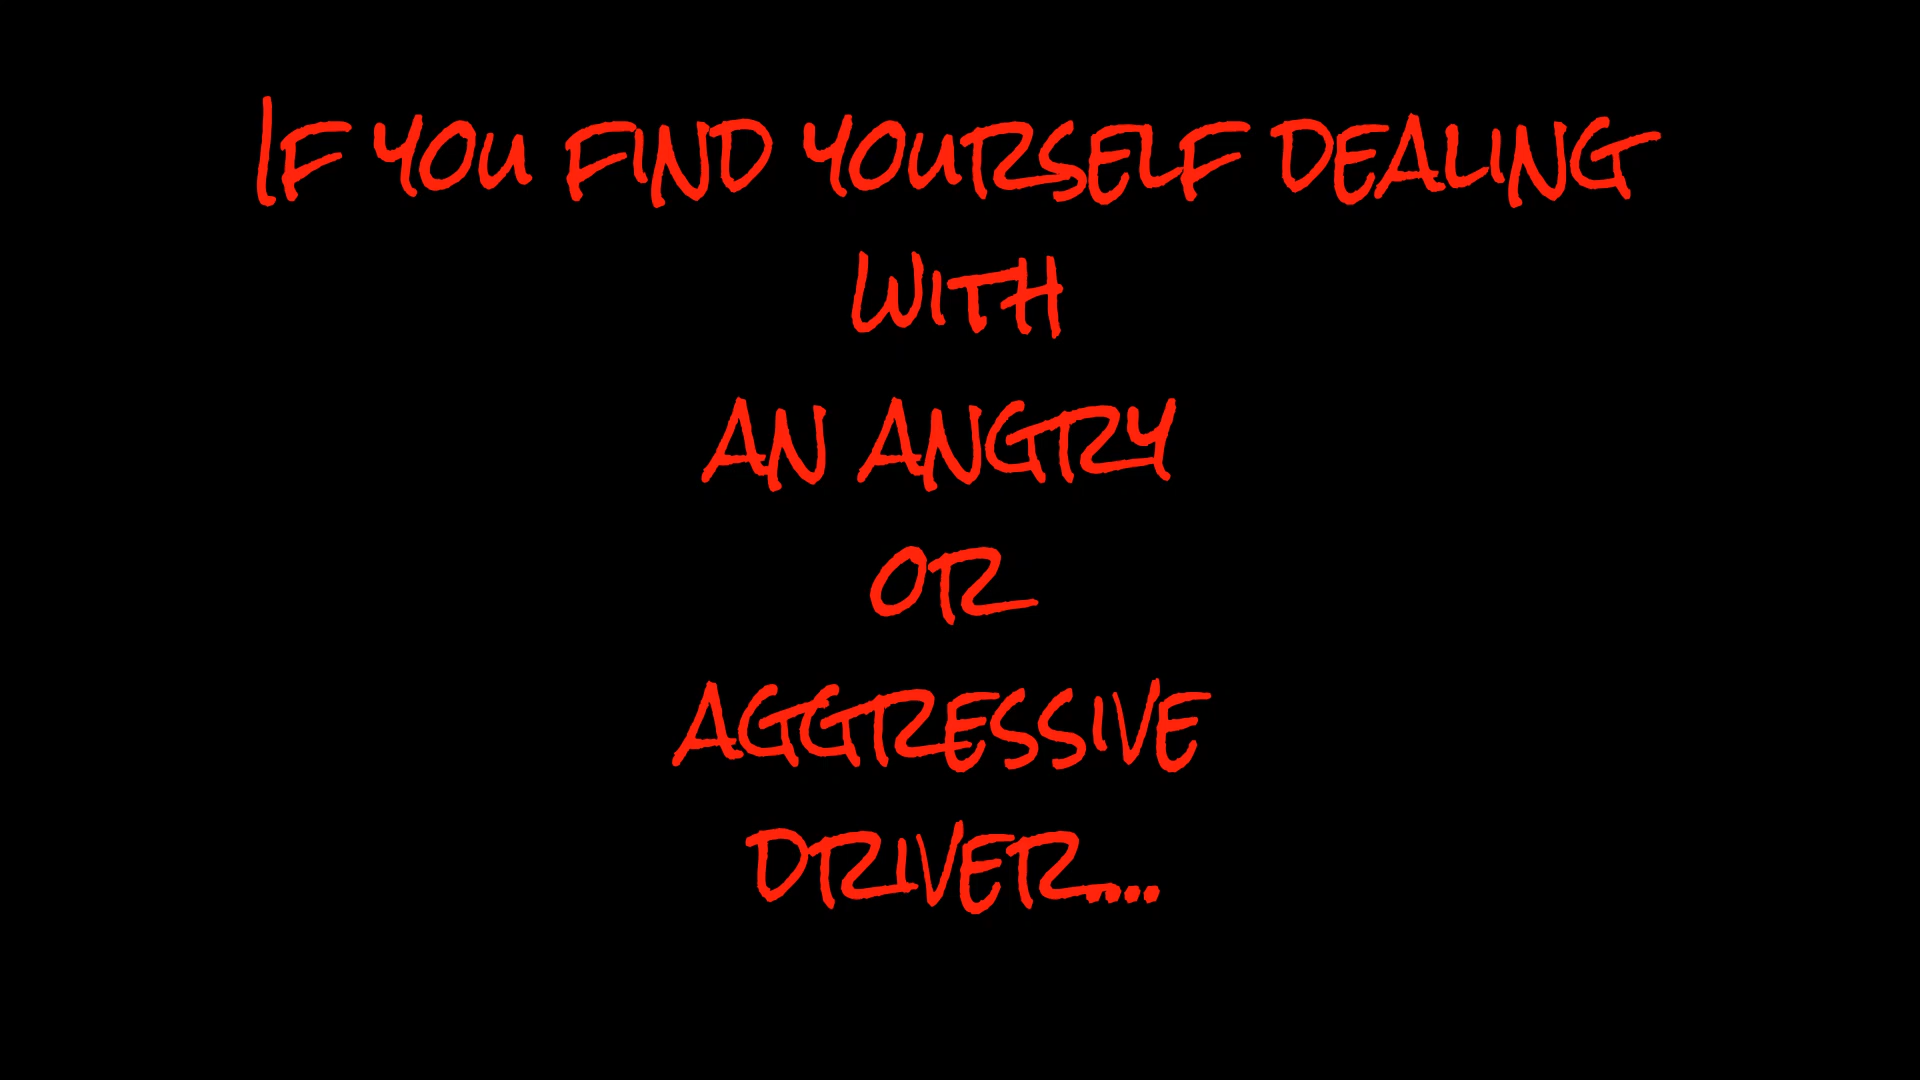 If you find yourself dealing
with
an angry
or
aggressive
driver....